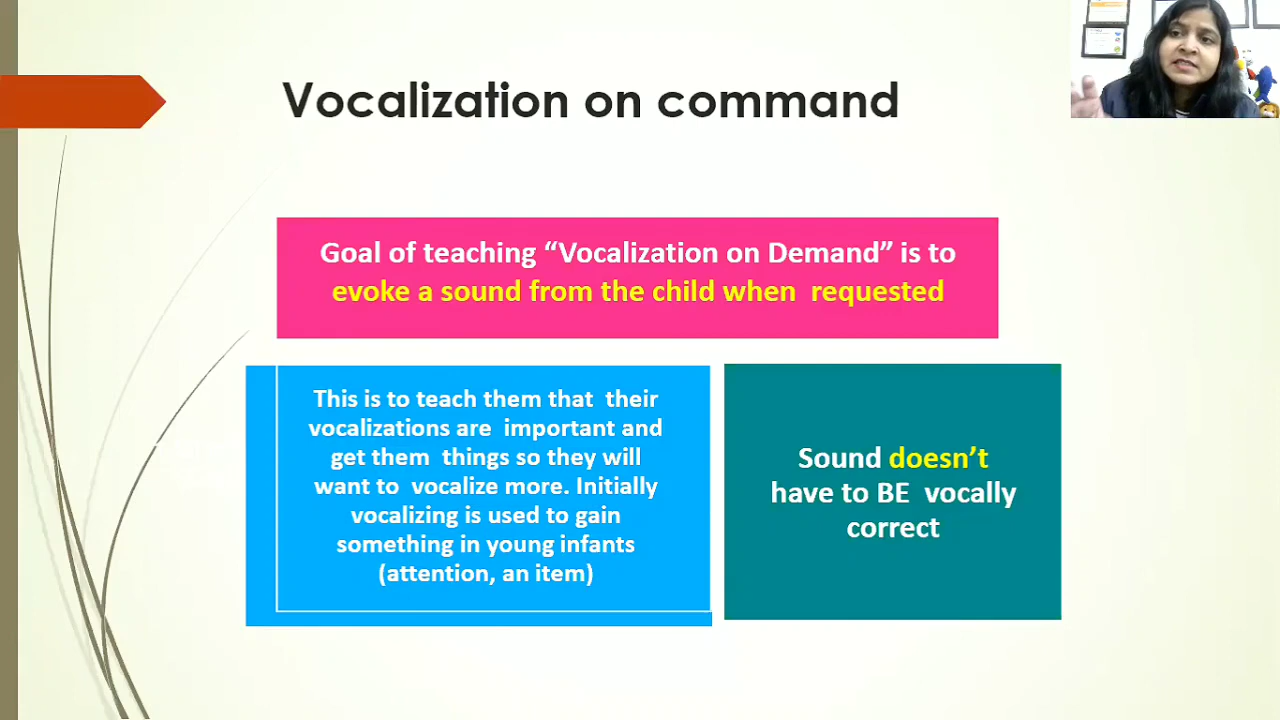 Vocalization on command
Goal of teaching “Vocalization on Demand” is to
evoke a sound from the child when requested
This is to teach them that their
vocalizations are important and
get them things so they will
want to vocalize more. Initially
vocalizing is used to gain
something in young infants
(attention, an item)
Sound doesn’t
have to BE vocally
correct